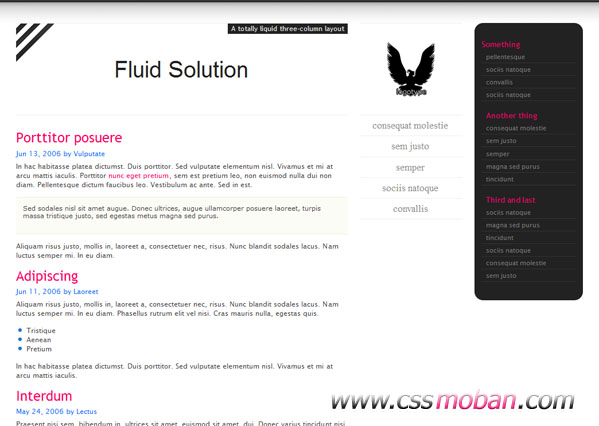 A totally liquid three-column layout
Fluid Solution
Porttitor posuere
Jun 13, 2006 by Vulputate
In hac habitasse platea dictumst. Duis porttitor. Sed vulputate elementum nisl. Vivamus et mi at
arcu mattis iaculis. Porttitor nunc eget pretium, sem est pretium leo, non euismod nulla dui non
diam. Pellentesque dictum faucibus leo. Vestibulum ac ante. Sed in est.
Sed sodales nisl sit amet augue. Donec ultrices, augue ullamcorper posuere laoreet, turpis
massa tristique justo, sed egestas metus magna sed purus.
Aliquam risus justo, mollis in, laoreet a, consectetuer nec, risus. Nunc blandit sodales lacus. Nam
luctus semper mi. In eu diam.
Adipiscing
Jun 11, 2006 by Laoreet
Aliquam risus justo, mollis in, laoreet a, consectetuer nec, risus. Nunc blandit sodales lacus. Nam
luctus semper mi. In eu diam. Phasellus rutrum elit vel nisi. Cras mauris nulla, egestas quis.
Tristique
Aenean
Pretium
In hac habitasse platea dictumst. Duis porttitor. Sed vulputate elementum nisl. Vivamus et mi at
arcu mattis iaculis.
Interdum
May 24, 2006 by Lectus
Praesent nisi sem, bibendum in, ultrices sit amet, euismod sit amet, dui. Donec varius tincidunt nisi
logotype
consequat molestie
sem justo
semper
sociis natoque
convallis
Something
pellentesque
sociis natoque
convallis
sociis natoque
Another thing
consequat molestie
sem justo
semper
magna sed purus
tincidunt
Third and last
sociis natoque
magna sed purus
tincidunt
sociis natoque
consequat molestie
sem justo
www.cssmoban.com